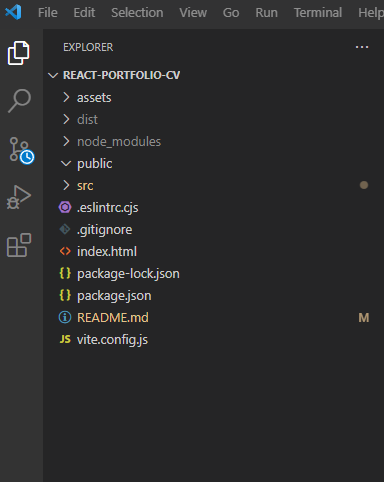 File Edit Selection View Go Run Terminal Help
EXPLORER
REACT-PORTFOLIO-CV
assets
dist
node_modules
public
src
.eslintrc.cjs
.gitignore
<> index.html
{} package-lock.json
{} package.json
README.md M
JS vite.config.js